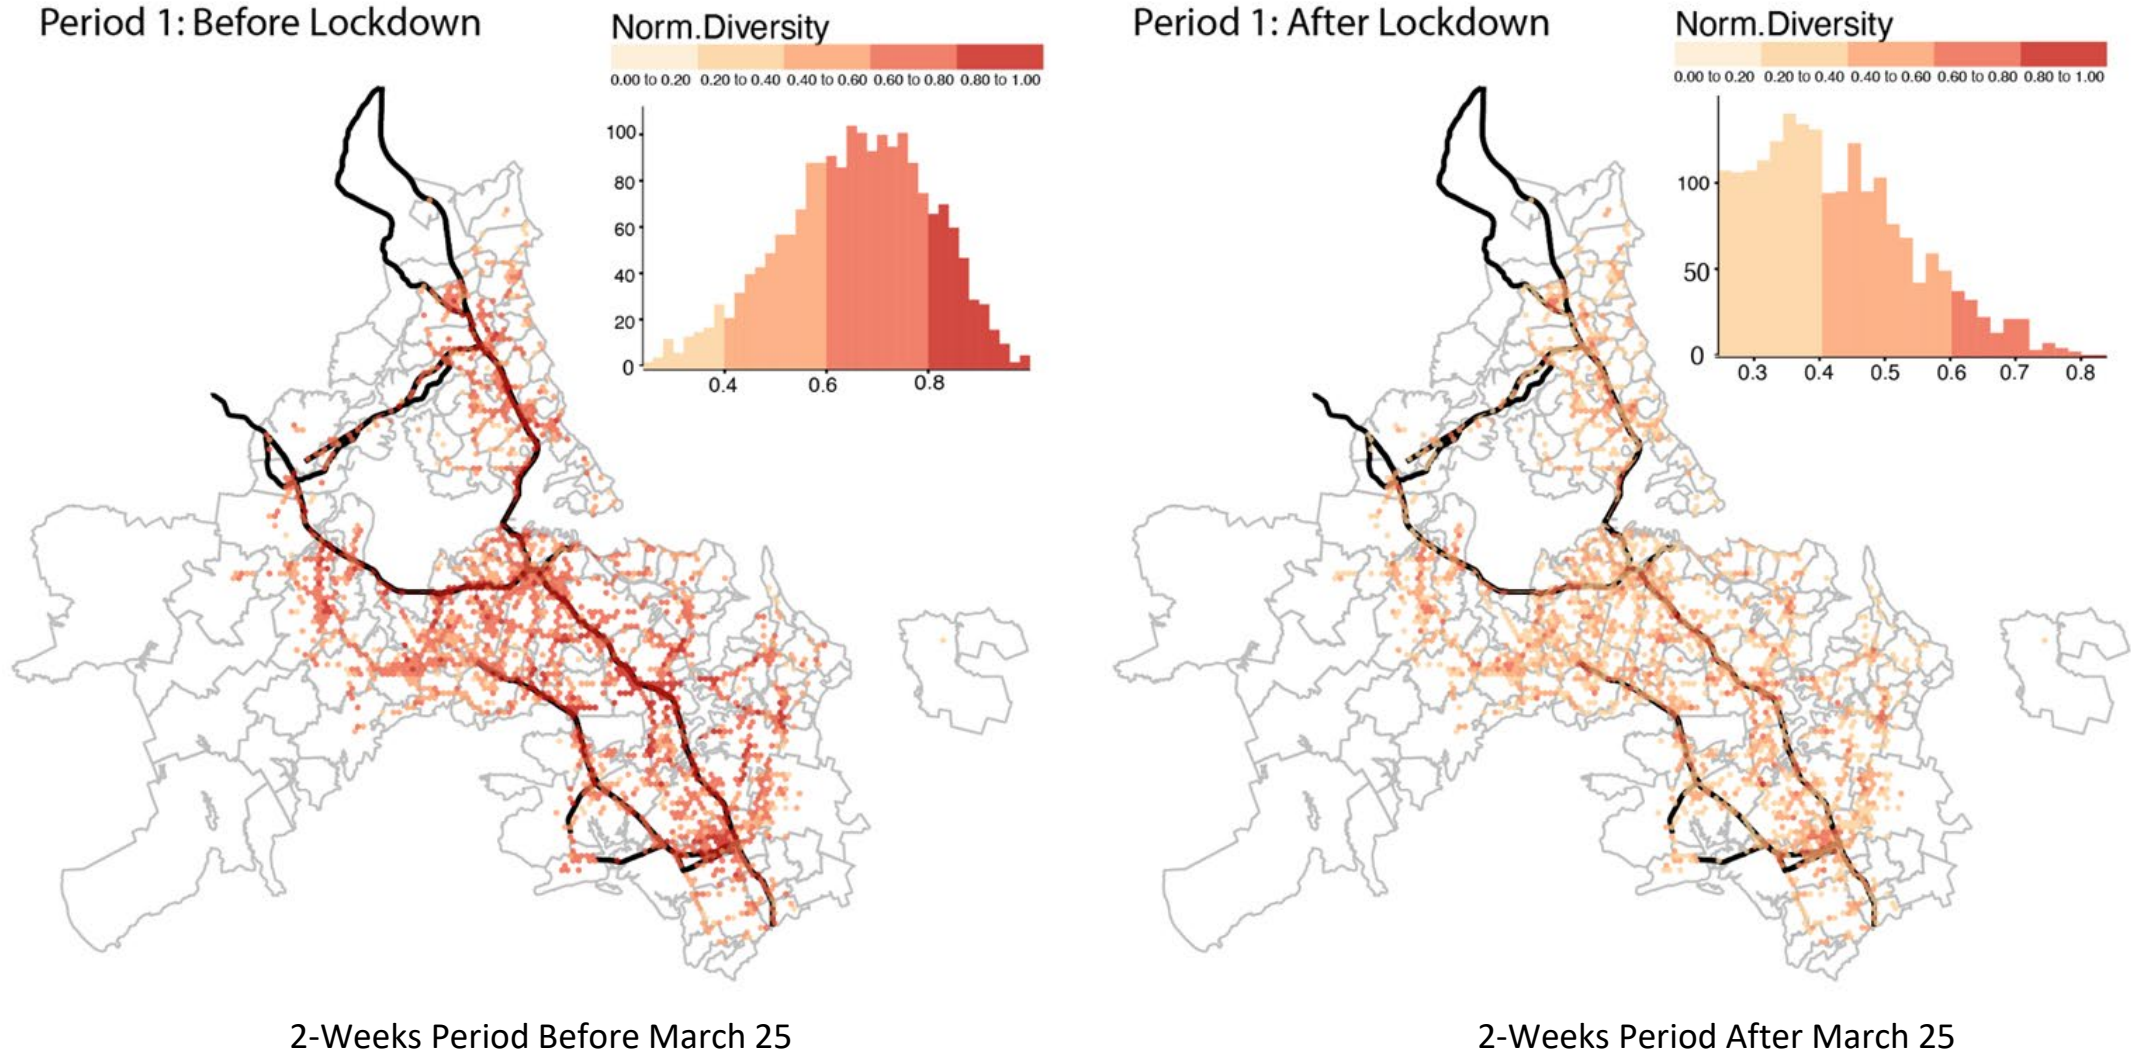 Period 1: Before Lockdown
Norm.Diversity
0.00 to 0.20 0.20 to 0.40 0.40 to 0.60 0.60 to 0.80 0.80 to 1.00
100
80
60
40
20
0
0.4 0.6 0.8
2-Weeks Period Before March 25
Period 1: After Lockdown
Norm.Diversity
0.00 to 0.20 0.20 to 0.40 0.40 to 0.60 0.60 to 0.80 0.80 to 1.00
100
50
0
0.3 0.4 0.5 0.6 0.7 0.8
2-Weeks Period After March 25